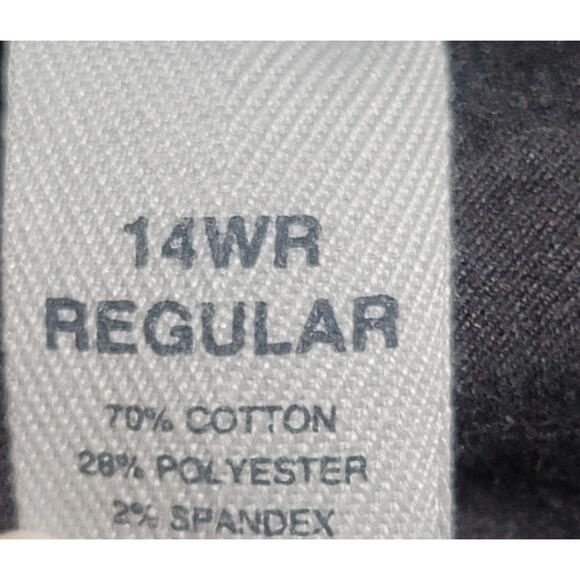 14WR
REGULAR
70% COTTON
28% POLYESTER
2% SPANDEX